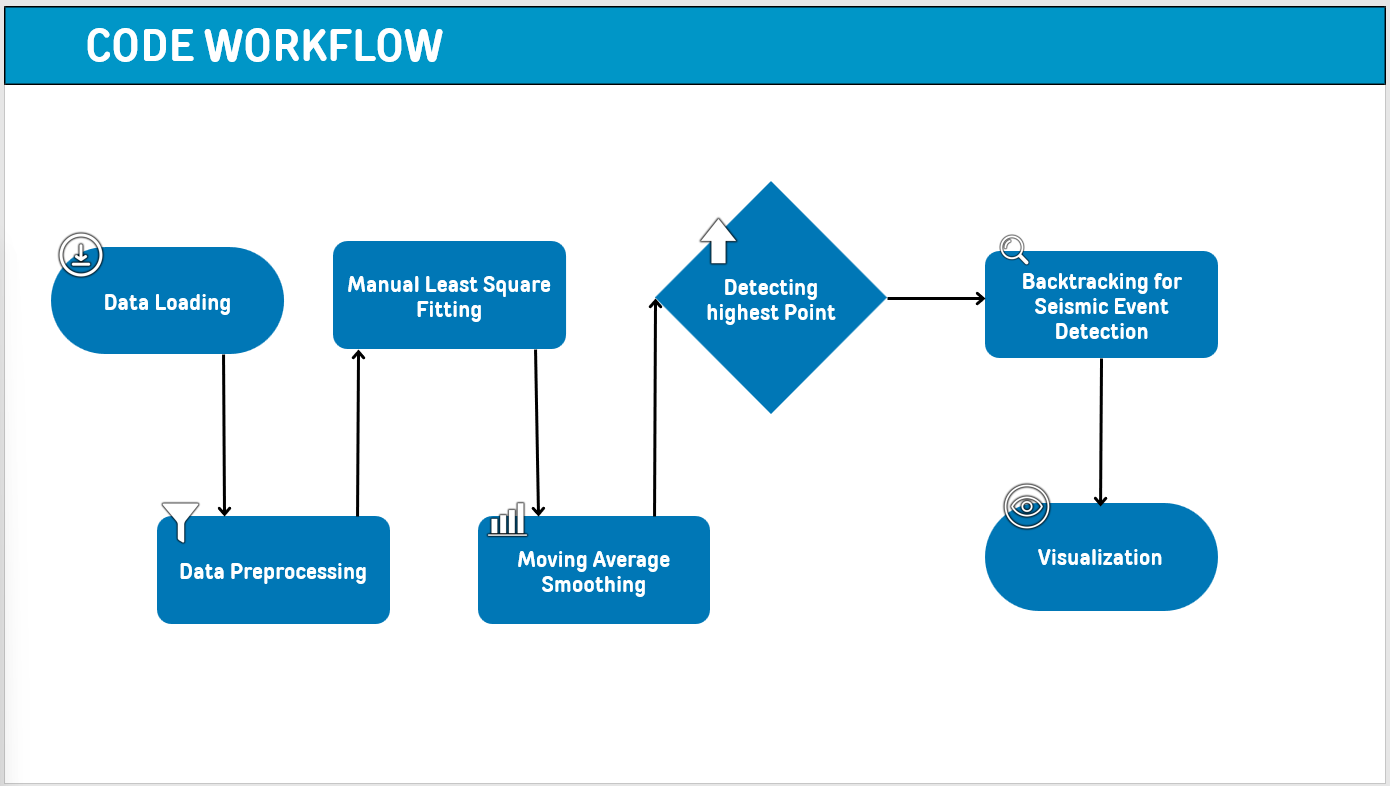 CODE WORKFLOW
Data Loading
Data Preprocessing
Manual Least Square
Fitting
Moving Average
Smoothing
Detecting
highest Point
Backtracking for
Seismic Event
Detection
Visualization